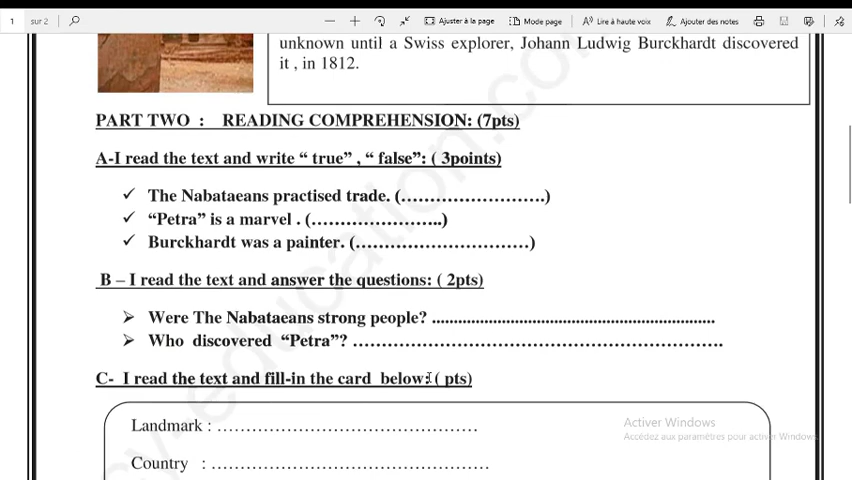 1 sur 2 Ajuster à la page Mode page Lire à haute voix Ajouter des notes
unknown until a Swiss explorer, Johann Ludwig Burckhardt discovered
it , in 1812.
PART TWO : READING COMPREHENSION: (7pts)
A-I read the text and write “ true” , “ false”: ( 3points)
✓ The Nabataeans practised trade. (…………………….)
✓ “Petra” is a marvel . (…………………..)
✓ Burckhardt was a painter. (…………………………)
B – I read the text and answer the questions: ( 2pts)
➢ Were The Nabataeans strong people? ................................................................
➢ Who discovered “Petra”? …………………………………………………….
C- I read the text and fill-in the card below: ( pts)
Landmark : ……………………………………
Country : ………………………………………
Activer Windows
Accédez aux paramètres pour activer Windows.